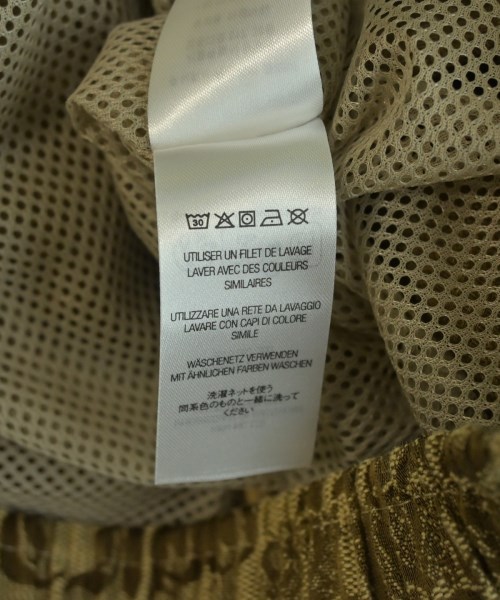 30
UTILISER UN FILET DE LAVAGE
LAVER AVEC DES COULEURS
SIMILAIRES
UTILIZZARE UNA RETE DA LAVAGGIO
LAVARE CON CAPI DI COLORE
SIMILE
WÄSCHENETZ VERWENDEN
MIT ÄHNLICHEN FARBEN WASCHEN
洗濯ネットを使う
同系色のものと一緒に洗って
ください